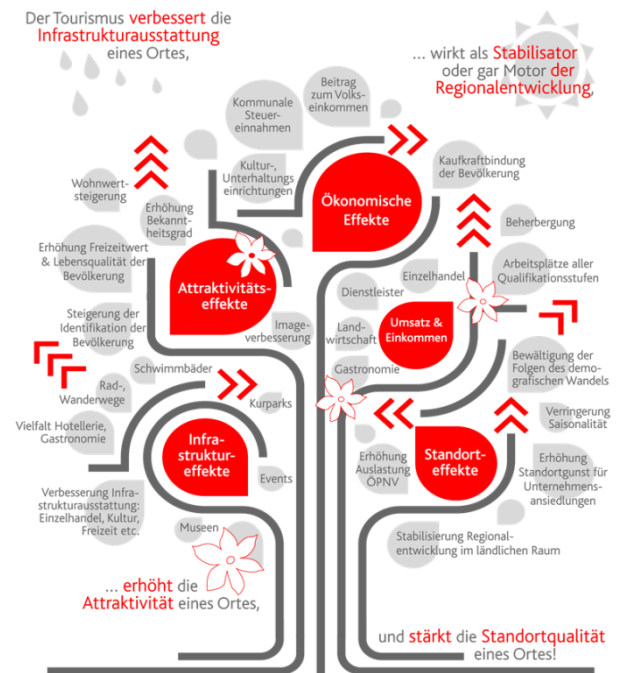 Der Tourismus verbessert die
Infrastrukturausstattung
eines Ortes,
... wirkt als Stabilisator
oder gar Motor der
Regionalentwicklung,
Beitrag
zum Volks-
einkommen
Kommunale
Steuer-
einnahmen
Kultur-,
Unterhaltungs
einrichtungen
Kaufkraftbindung
der Bevölkerung
Wohnwert-
steigerung
Ökonomische
Effekte
Erhöhung
Bekannt-
heitsgrad
Beherbergung
Erhöhung Freizeitwert
& Lebensqualität der
Bevölkerung
Attraktivitäts-
effekte
Einzelhandel
Arbeitsplätze aller
Qualifikationsstufen
Dienstleister
Steigerung der
Identifikation der
Bevölkerung
Image-
verbesserung
Land-
wirtschaft
Umsatz &
Einkommen
Gastronomie
Bewältigung der
Folgen des demo-
grafischen Wandels
Schwimmbäder
Rad-,
Wanderwege
Kurparks
Verringerung
Saisonalität
Vielfalt Hotellerie,
Gastronomie
Infra-
struktur-
effekte
Erhöhung
Auslastung
ÖPNV
Standort-
effekte
Erhöhung
Standortgunst für
Unternehmens-
ansiedlungen
Events
Verbesserung Infra-
strukturausstattung:
Einzelhandel, Kultur,
Freizeit etc.
Museen
Stabilisierung Regional-
entwicklung im ländlichen Raum
... erhöht die
Attraktivität eines Ortes,
und stärkt die Standortqualität
eines Ortes!